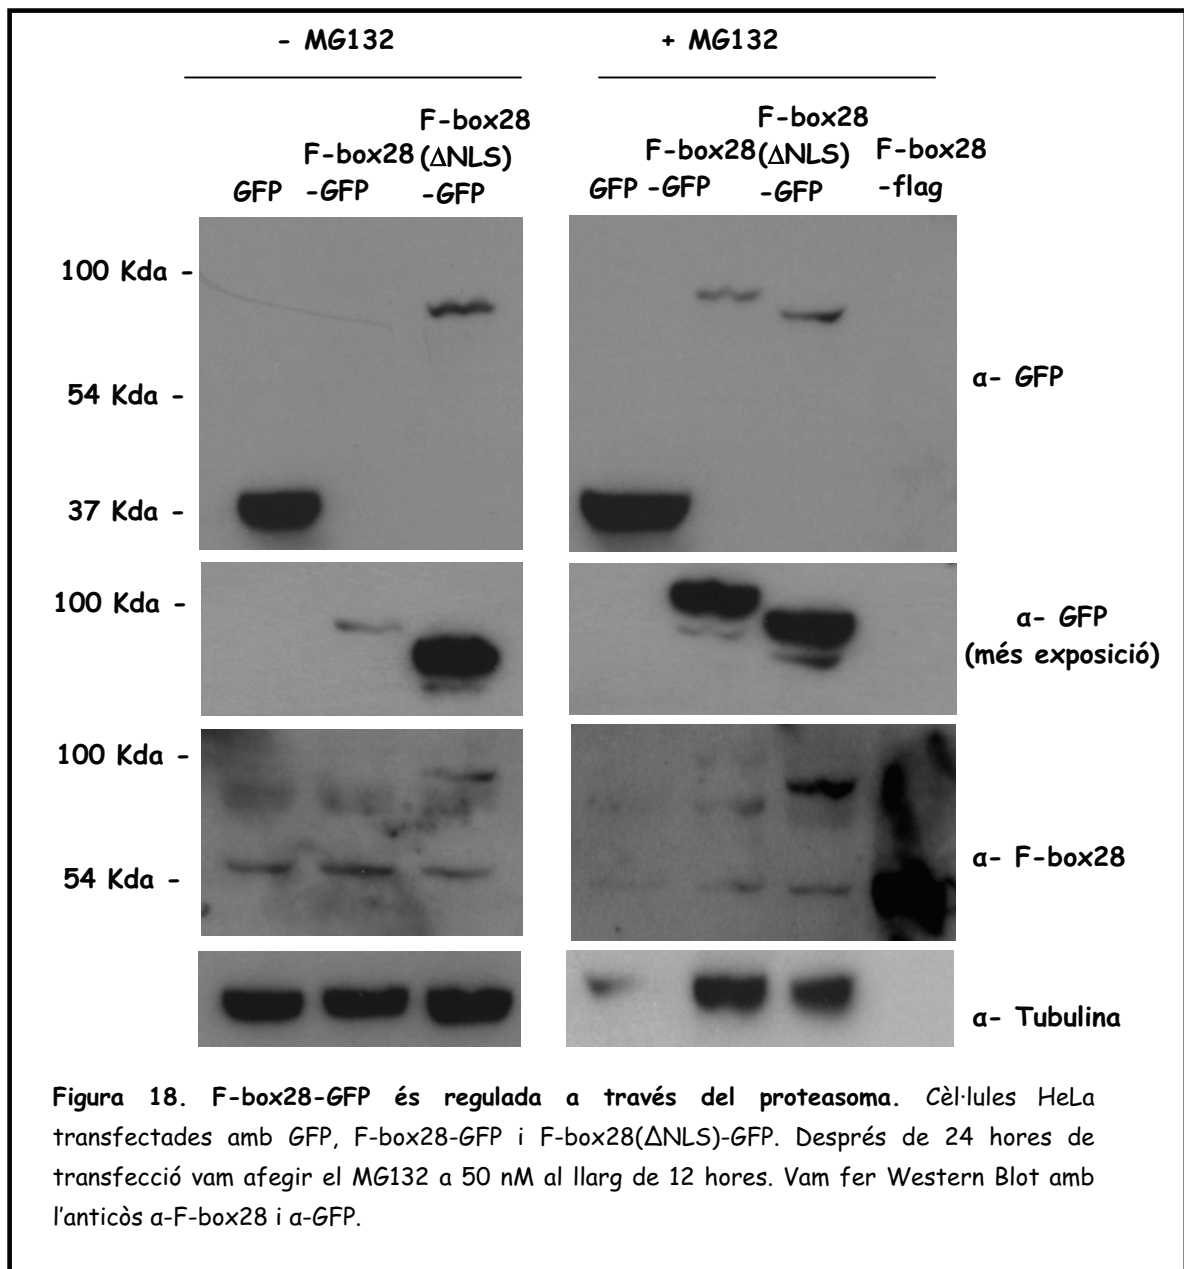 - MG132
+ MG132
GFP
F-box28
-GFP
F-box28
(ΔNLS)
-GFP
GFP
F-box28
-GFP
F-box28
(ΔNLS)
-GFP
F-box28
-flag
100 Kda -
54 Kda -
37 Kda -
α- GFP
100 Kda -
α- GFP
(més exposició)
100 Kda -
54 Kda -
α- F-box28
α- Tubulina
Figura 18. F-box28-GFP és regulada a través del proteasoma. Cèl·lules HeLa
transfectades amb GFP, F-box28-GFP i F-box28(ΔNLS)-GFP. Després de 24 hores de
transfecció vam afegir el MG132 a 50 nM al llarg de 12 hores. Vam fer Western Blot amb
l'anticòs α-F-box28 i α-GFP.